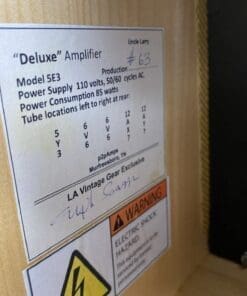 Uncle Larry
"Deluxe" Amplifier
Production: #63
Model 5E3
Power Supply 110 volts, 50/60 cycles AC.
Power Consumption 85 watts
Tube locations left to right at rear:
5 6 6 12 12
Y V V A A
3 6 6 Y X
7 7
p2pAmps
Murfreesboro, TN
LA Vintage Gear Exclusive
WARNING
ELECTRIC SHOCK
HAZARD.